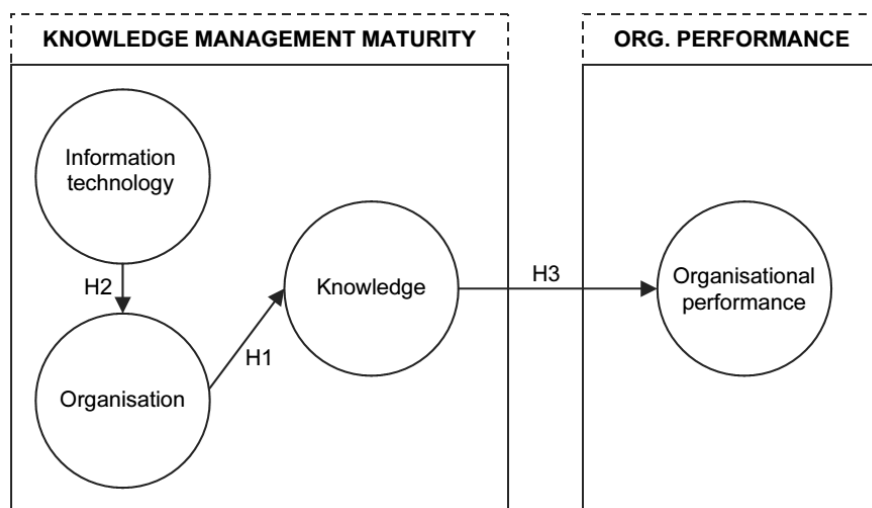 KNOWLEDGE MANAGEMENT MATURITY
ORG. PERFORMANCE
Information
technology
H2
Organisation
H1
Knowledge
H3
Organisational
performance